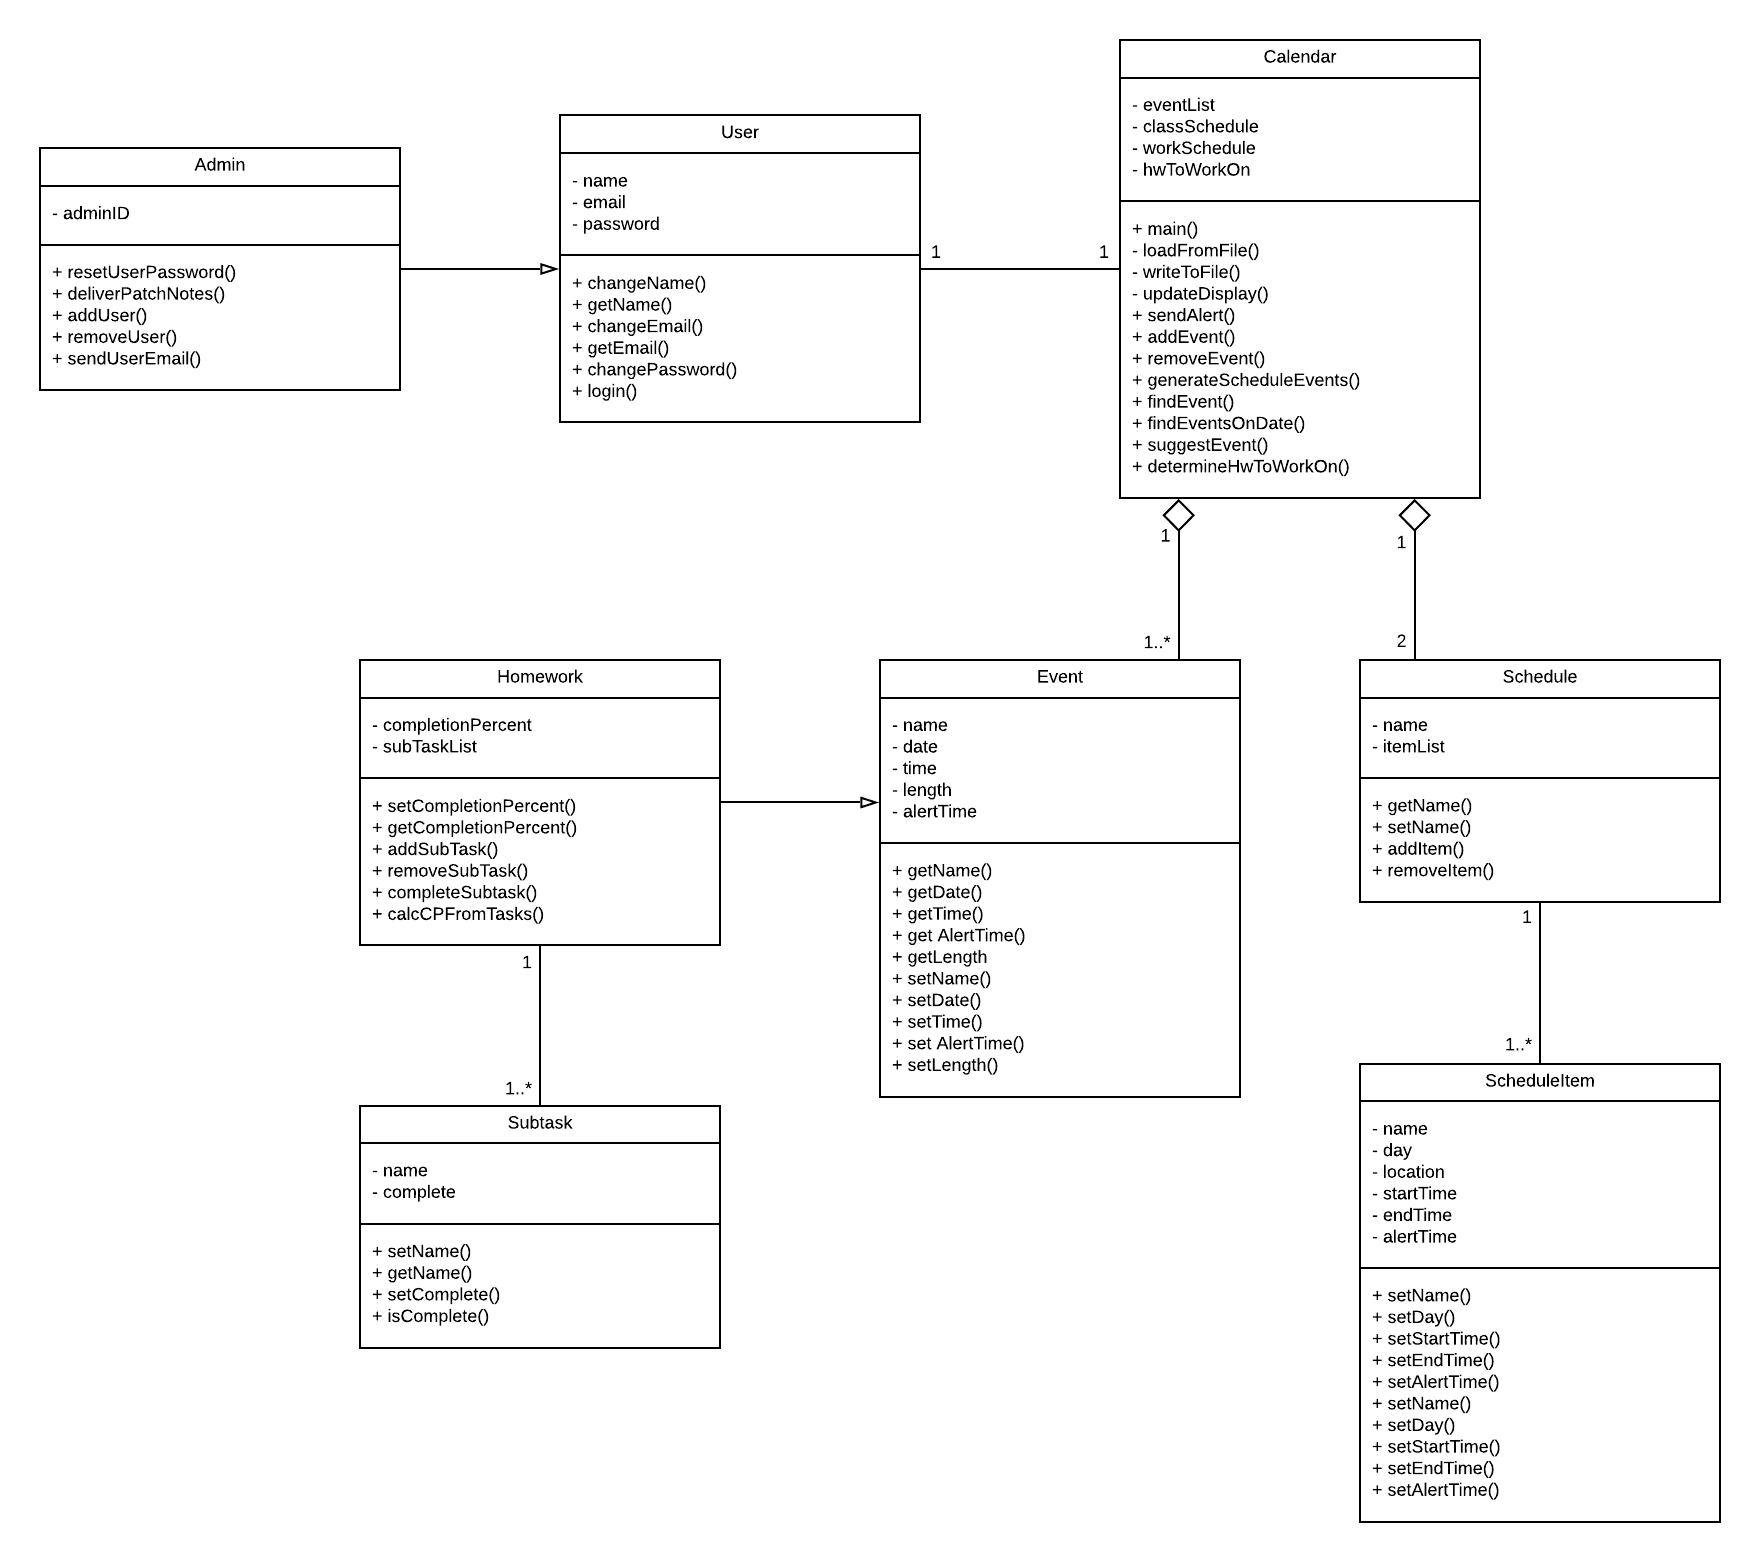 Calendar
- eventList
- classSchedule
- workSchedule
- hwToWorkOn
+ main()
- loadFromFile()
- writeToFile()
- updateDisplay()
+ sendAlert()
+ addEvent()
+ removeEvent()
+ generateScheduleEvents()
+ findEvent()
+ findEventsOnDate()
+ suggestEvent()
+ determineHwToWorkOn()
User
- name
- email
- password
+ changeName()
+ getName()
+ changeEmail()
+ getEmail()
+ changePassword()
+ login()
Admin
- adminID
+ resetUserPassword()
+ deliverPatchNotes()
+ addUser()
+ removeUser()
+ sendUserEmail()
1
1
1
1..*
1
2
Homework
- completionPercent
- subTaskList
+ setCompletionPercent()
+ getCompletionPercent()
+ addSubTask()
+ removeSubTask()
+ completeSubtask()
+ calcCPFromTasks()
Event
- name
- date
- time
- length
- alertTime
+ getName()
+ getDate()
+ getTime()
+ get AlertTime()
+ getLength
+ setName()
+ setDate()
+ setTime()
+ set AlertTime()
+ setLength()
Schedule
- name
- itemList
+ getName()
+ setName()
+ addItem()
+ removeItem()
1
1..*
1
1..*
Subtask
- name
- complete
+ setName()
+ getName()
+ setComplete()
+ isComplete()
ScheduleItem
- name
- day
- location
- startTime
- endTime
- alertTime
+ setName()
+ setDay()
+ setStartTime()
+ setEndTime()
+ setAlertTime()
+ setName()
+ setDay()
+ setStartTime()
+ setEndTime()
+ setAlertTime()